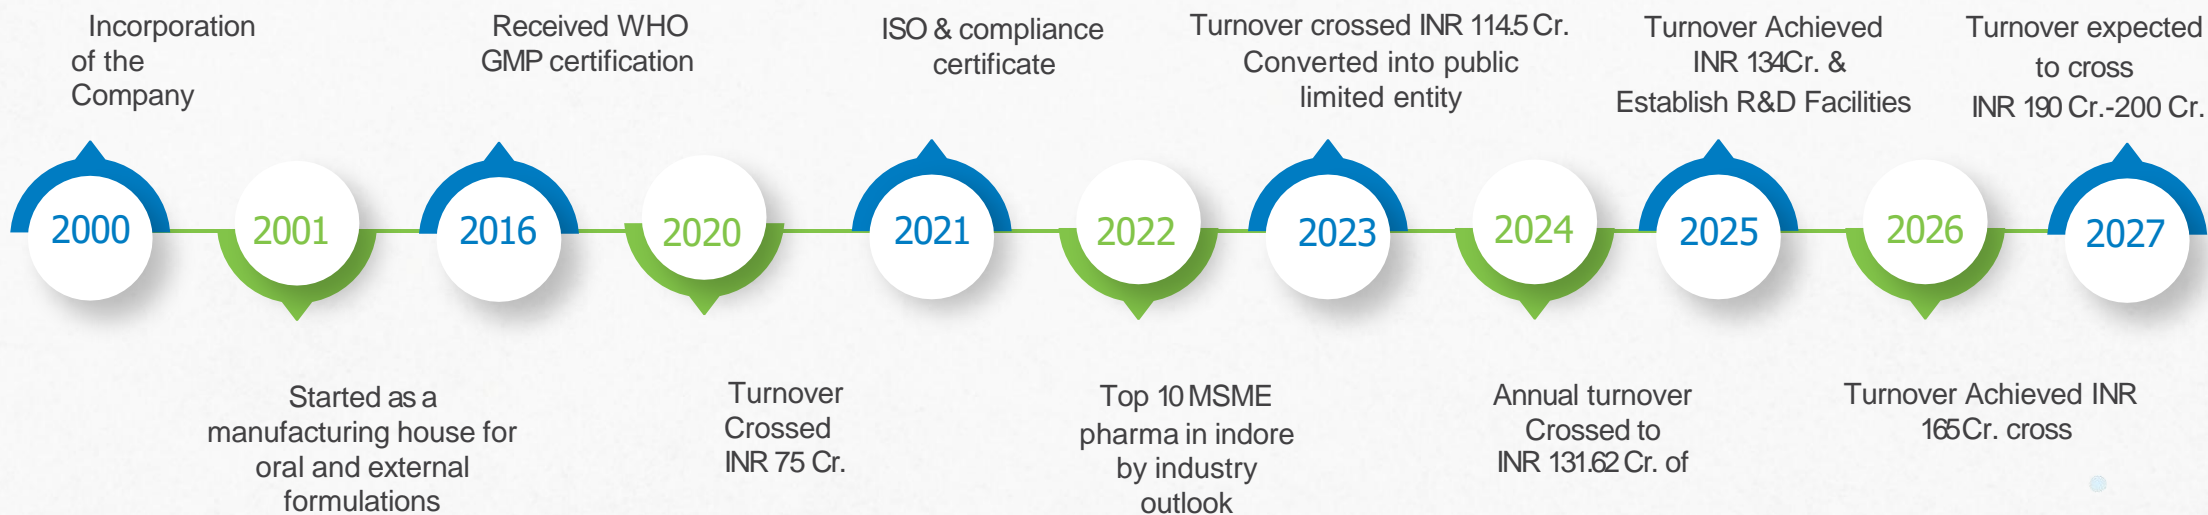 Incorporation
of the
Company
2000
Started as a
manufacturing house for
oral and external
formulations
2001
Received WHO
GMP certification
2016
Turnover
Crossed
INR 75 Cr.
2020
ISO & compliance
certificate
2021
Top 10 MSME
pharma in indore
by industry
outlook
2022
Turnover crossed INR 114.5 Cr.
Converted into public
limited entity
2023
Annual turnover
Crossed to
INR 131.62 Cr. of
2024
Turnover Achieved
INR 134Cr. &
Establish R&D Facilities
2025
Turnover Achieved INR
165Cr. cross
2026
Turnover expected
to cross
INR 190 Cr.-200 Cr.
2027